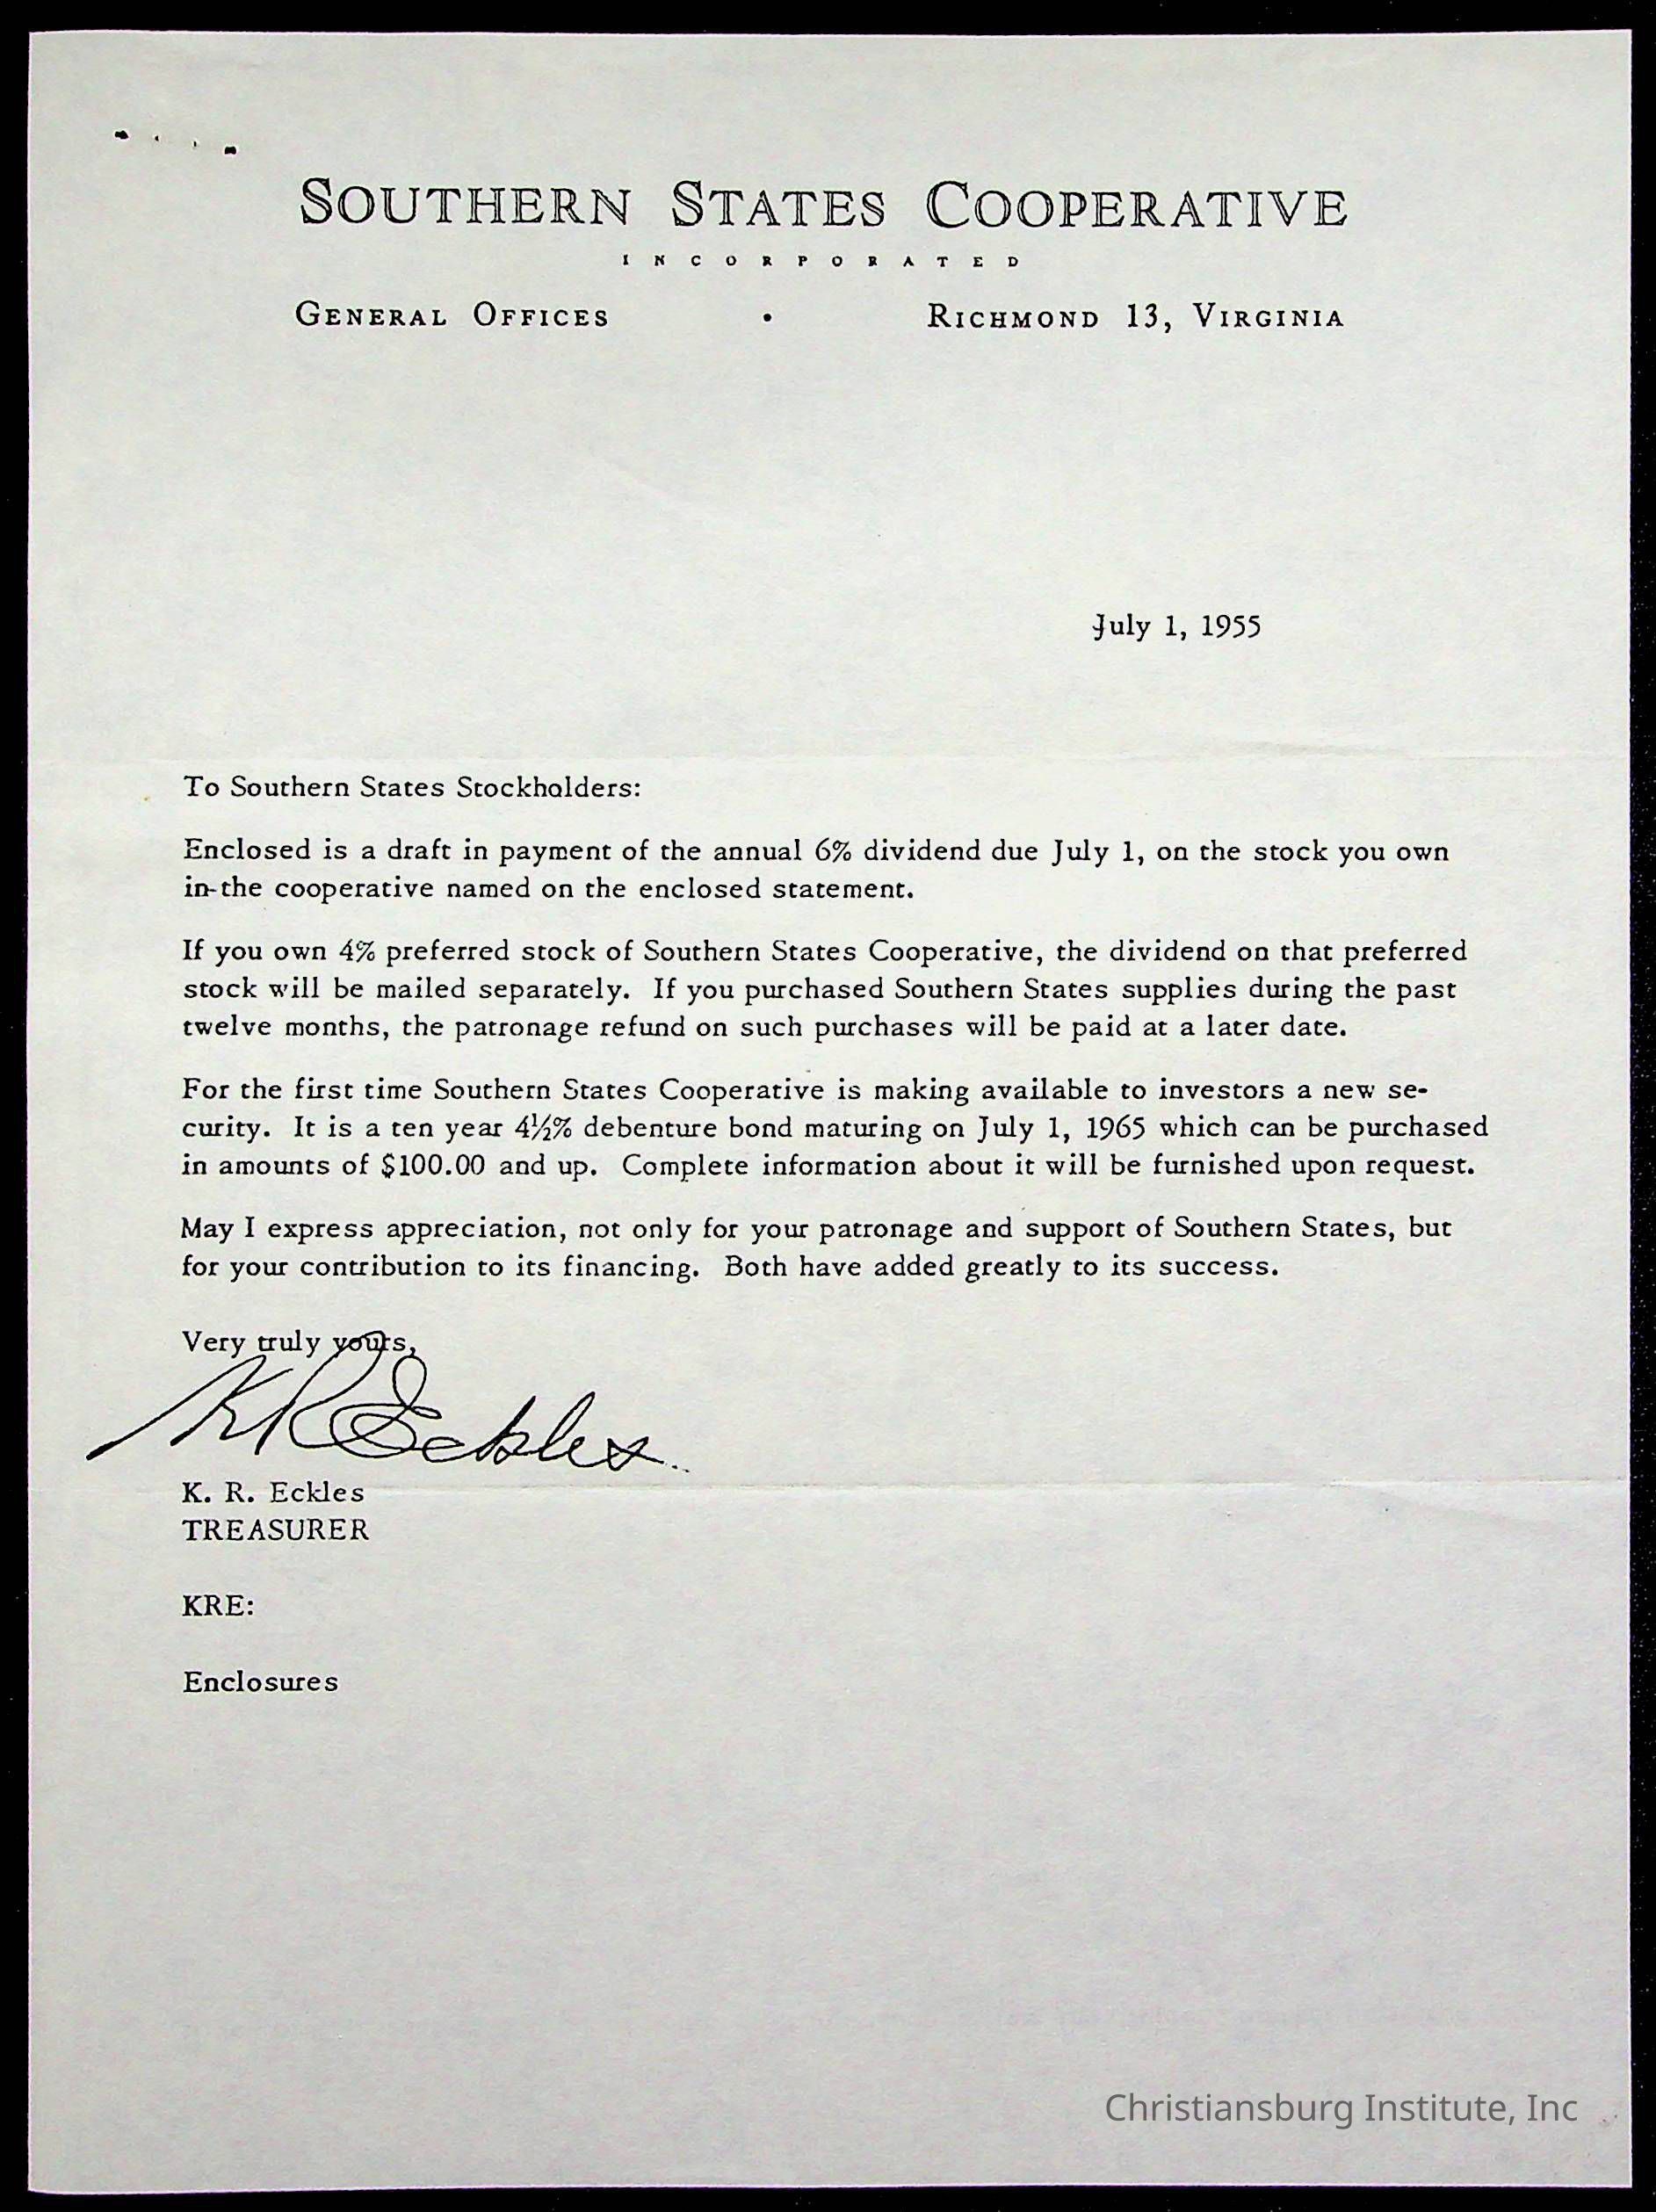 SOUTHERN STATES COOPERATIVE
INCORPORATED
GENERAL OFFICES • RICHMOND 13, VIRGINIA
July 1, 1955
To Southern States Stockholders:
Enclosed is a draft in payment of the annual 6% dividend due July 1, on the stock you own
in-the cooperative named on the enclosed statement.
If you own 4% preferred stock of Southern States Cooperative, the dividend on that preferred
stock will be mailed separately. If you purchased Southern States supplies during the past
twelve months, the patronage refund on such purchases will be paid at a later date.
For the first time Southern States Cooperative is making available to investors a new se-
curity. It is a ten year 4½% debenture bond maturing on July 1, 1965 which can be purchased
in amounts of $100.00 and up. Complete information about it will be furnished upon request.
May I express appreciation, not only for your patronage and support of Southern States, but
for your contribution to its financing. Both have added greatly to its success.
Very truly yours,
K R Eckles
K. R. Eckles
TREASURER
KRE:
Enclosures
Christiansburg Institute, Inc